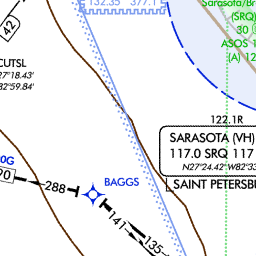 132.35 377.1
Sarasota/Br
(SRQ)
30
ASOS 1
(A) 12
42
CUTSL
27°18.43'
82°59.84'
122.1R
SARASOTA (VH)
117.0 SRQ 117
N27°24.42' W82°33
SAINT PETERSBU
0G
90
288
BAGGS
141
135